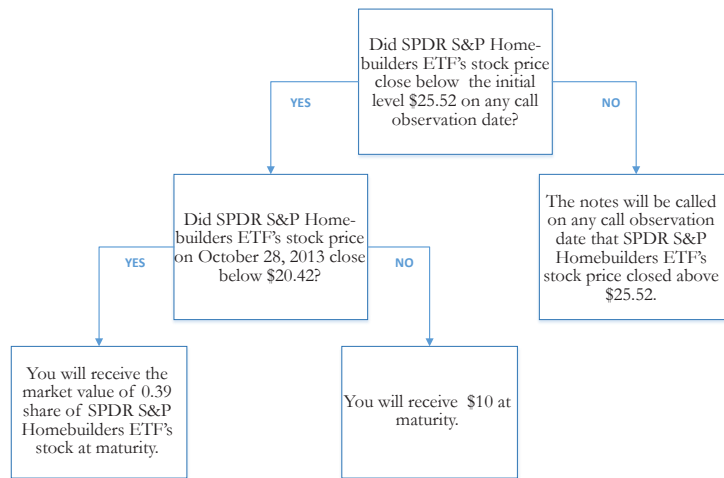 Did SPDR S&P Home-
builders ETF's stock price
close below the initial
level $25.52 on any call
observation date?
YES
NO
Did SPDR S&P Home-
builders ETF's stock price
on October 28, 2013 close
below $20.42?
The notes will be called
on any call observation
date that SPDR S&P
Homebuilders ETF's
stock price closed above
$25.52.
YES
NO
You will receive the
market value of 0.39
share of SPDR S&P
Homebuilders ETF's
stock at maturity.
You will receive $10 at
maturity.